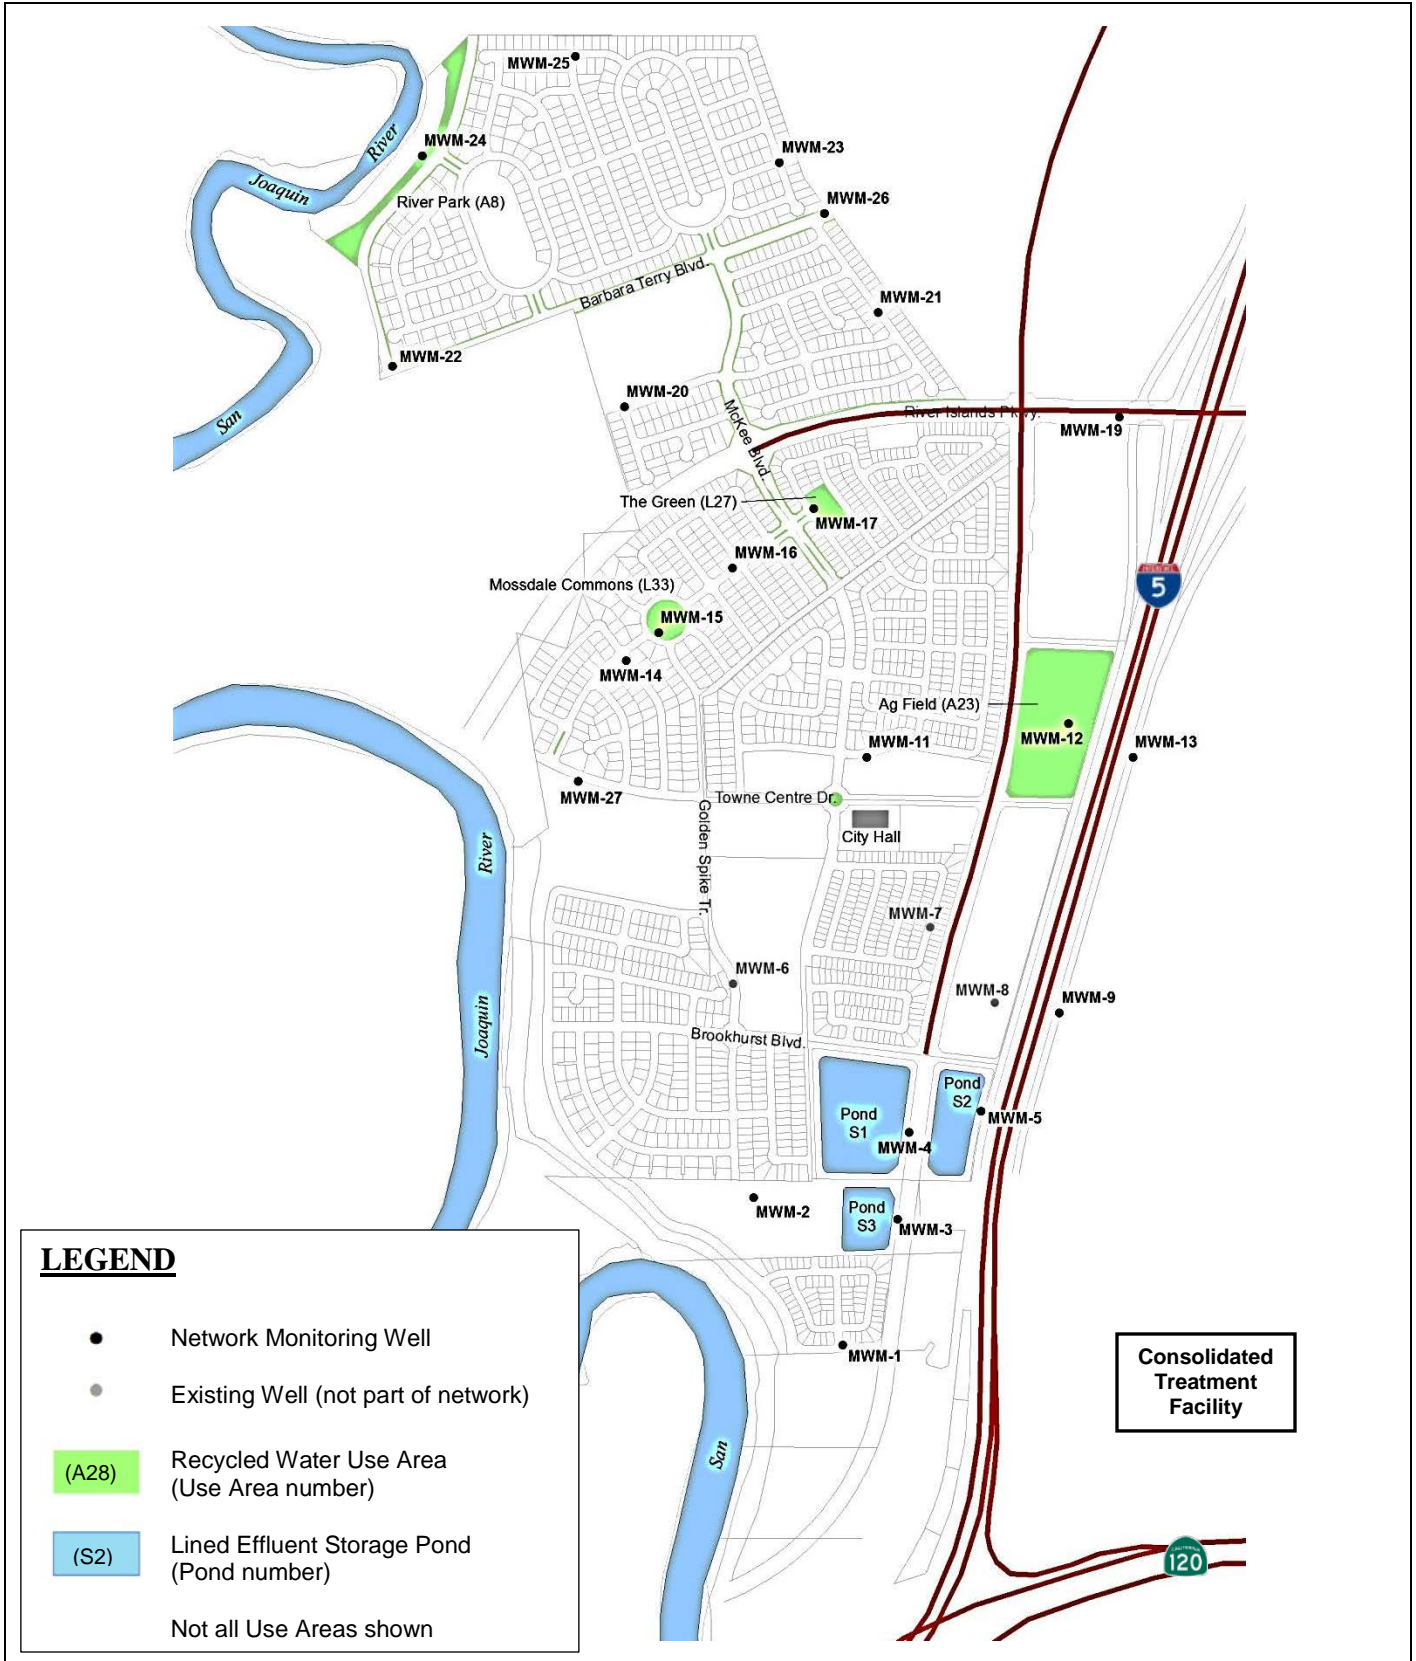 MWM-25
MWM-24
River
MWM-23
Joaquin
River Park (A8)
MWM-26
Barbara Terry Blvd.
MWM-21
MWM-22
San
MWM-20
McKee Blvd.
River Islands Pkwy.
MWM-19
The Green (L27)
MWM-17
MWM-16
Mossdale Commons (L33)
5
MWM-15
MWM-14
Ag Field (A23)
MWM-12
MWM-11
MWM-13
MWM-27
Towne Centre Dr.
City Hall
Golden Spike Tr.
River
MWM-7
MWM-6
MWM-8
MWM-9
Joaquin
Brookhurst Blvd.
Pond
S2
Pond
S1
MWM-5
MWM-4
MWM-2
Pond
S3
MWM-3
MWM-1
San
LEGEND
Network Monitoring Well
Existing Well (not part of network)
(A28)
Recycled Water Use Area
(Use Area number)
(S2)
Lined Effluent Storage Pond
(Pond number)
Not all Use Areas shown
Consolidated
Treatment
Facility
CALIFORNIA
120